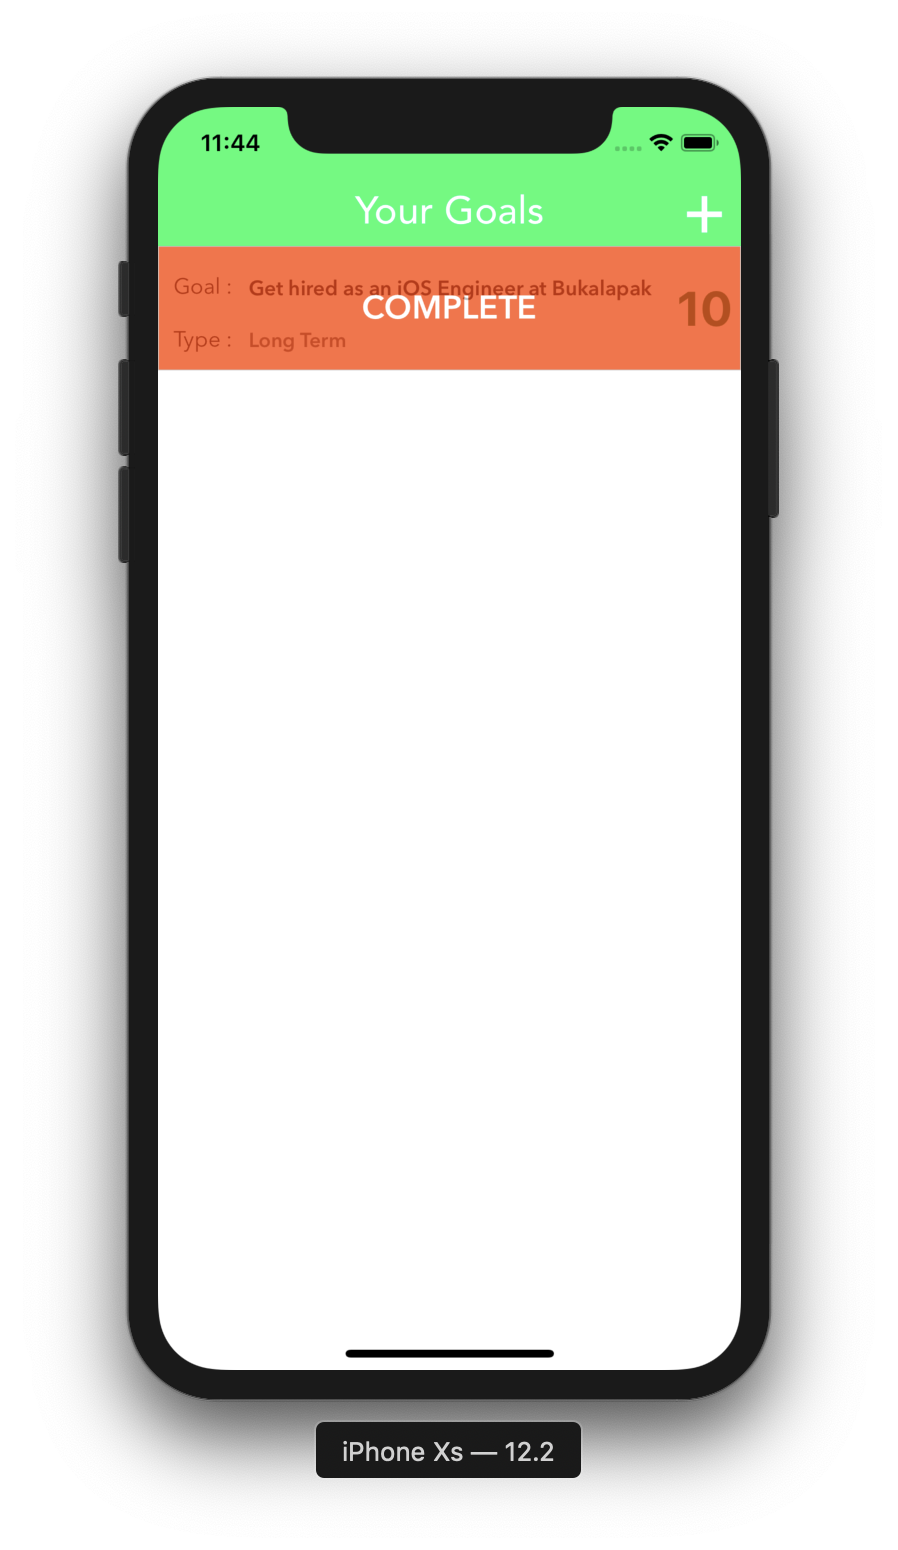 11:44
Your Goals +
Goal : Get hired as an iOS Engineer at Bukalapak
COMPLETE
10
Type : Long Term
iPhone Xs — 12.2